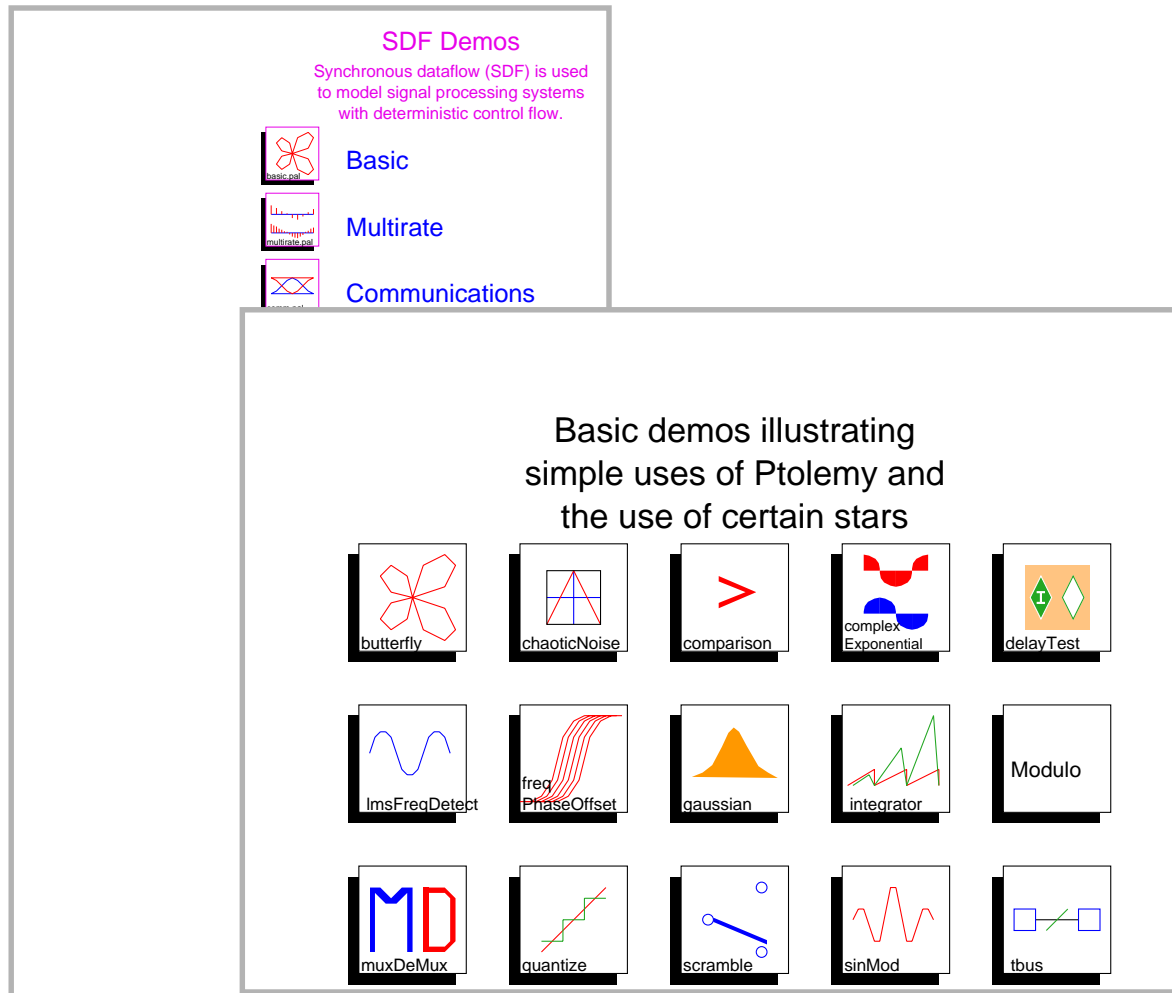 SDF Demos
Synchronous dataflow (SDF) is used
to model signal processing systems
with deterministic control flow.
basic.pal
Basic
multirate.pal
Multirate
Communications
Basic demos illustrating
simple uses of Ptolemy and
the use of certain stars
butterfly
chaoticNoise
comparison
complex
Exponential
delayTest
lmsFreqDetect
freq
PhaseOffset
gaussian
integrator
Modulo
MD
muxDeMux
quantize
scramble
sinMod
tbus